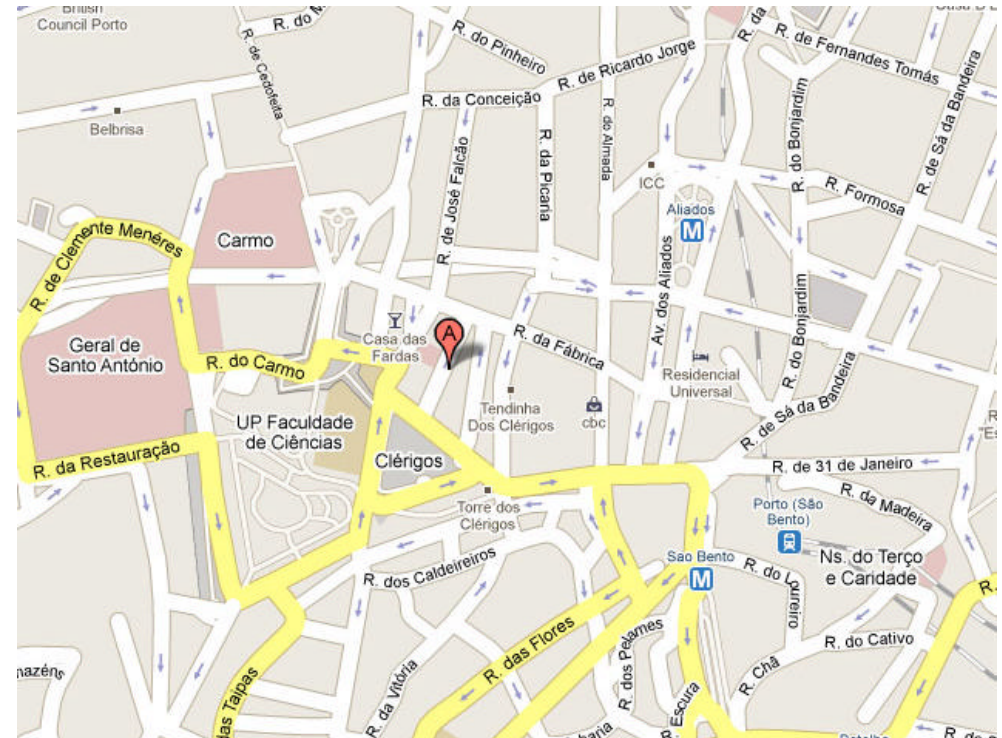 British
Council Porto
R. do
R. de Cedofeita
R. do Pinheiro
R. de Ricardo Jorge
R. da
R. de Fernandes Tomás
R. de Sá da Bandeira
R. da Conceição
Belbrisa
R. de José Falcão
R. da Picaria
R. do Almada
ICC
R. do Bonjardim
R. Formosa
Aliados
M
Carmo
R. de Clemente Menéres
Av. dos Aliados
R. do Bonjardim
A
Casa das
Fardas
R. da Fábrica
Geral de
Santo António
R. do Carmo
Residencial
Universal
Tendinha
Dos Clérigos
cbc
R. de Sá da Bandeira
UP Faculdade
de Ciências
Clérigos
R. da Restauração
R. de 31 de Janeiro
R. da Madeira
Torre dos
Clérigos
Porto (São
Bento)
Sao Bento
M
Ns. do Terço
e Caridade
R. dos Caldeireiros
R. do Loureiro
R. das Flores
R. dos Pelames
R. do Cativo
R. Chã
R. da Vitória
R. Escura
das Taipas
R.
R. d